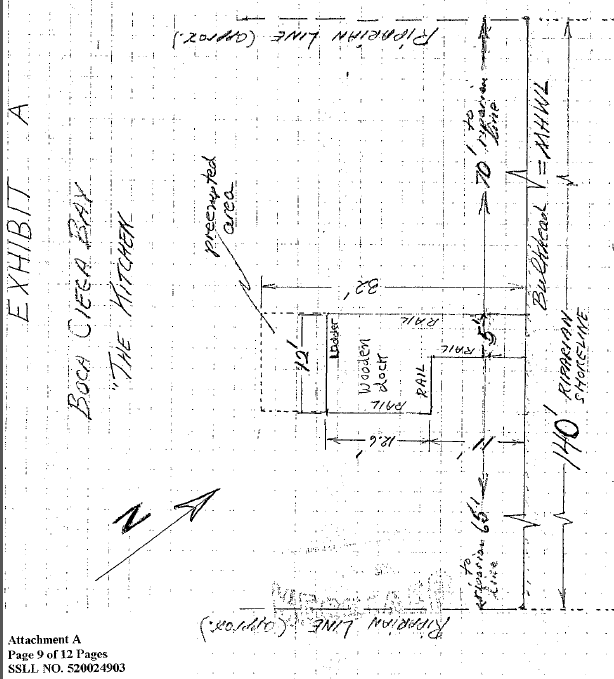 EXHIBIT A
BOCA CIEGA BAY
"THE KITCHEN"
RIPARIAN LINE (approx.)
preempted
area
70' to
riparian
line
Bulkhead = MHWL
140' RIPARIAN
SHORELINE
32'
12'
Ladder
Wooden
dock
RAIL
RAIL
RAIL
RAIL
5'
12.6'
11'
65'
to
riparian
line
N
RIPARIAN LINE (approx.)
Attachment A
Page 9 of 12 Pages
SSLL NO. 520024903